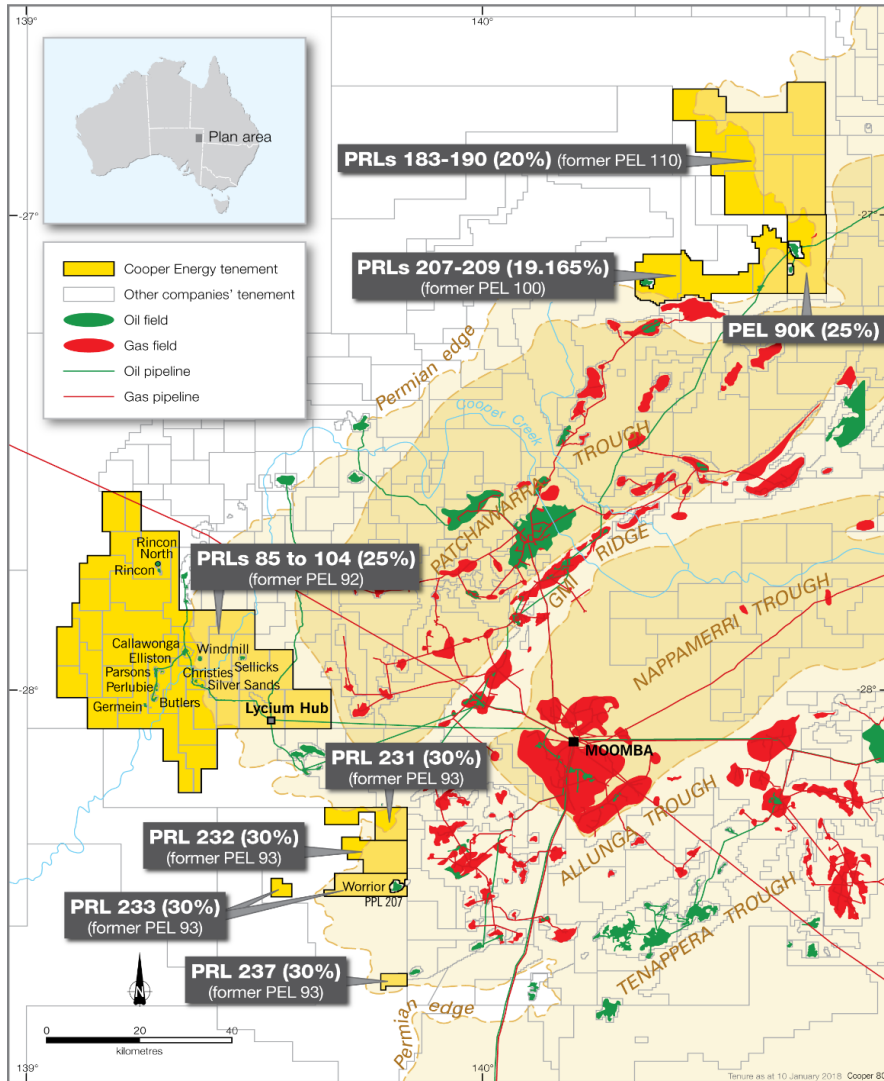 139°
140°
Plan area
PRLs 183-190 (20%) (former PEL 110)
-27°
-27°
Cooper Energy tenement
Other companies' tenement
Oil field
Gas field
Oil pipeline
Gas pipeline
PRLs 207-209 (19.165%)
(former PEL 100)
PEL 90K (25%)
Permian edge
Cooper Creek
PATCHAWARRA TROUGH
GMI RIDGE
NAPPAMERRI TROUGH
Rincon
North
Rincon
PRLs 85 to 104 (25%)
(former PEL 92)
Callawonga
Windmill
Elliston
Sellicks
Parsons
Christies
Perlubie
Silver Sands
Germein
Butlers
-28°
-28°
Lycium Hub
MOOMBA
PRL 231 (30%)
(former PEL 93)
ALLUNGA TROUGH
PRL 232 (30%)
(former PEL 93)
Worrior
PPL 207
PRL 233 (30%)
(former PEL 93)
TENAPPERA TROUGH
PRL 237 (30%)
(former PEL 93)
Permian edge
N
0 20 40
kilometres
139°
140°
Tenure as at 10 January 2018 Cooper 80